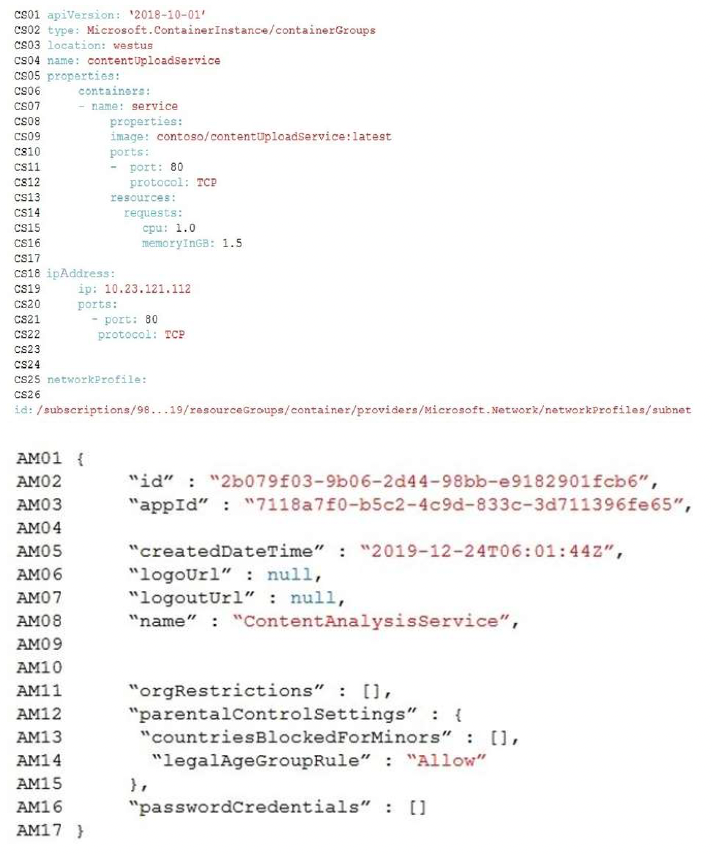 CS01 apiVersion: '2018-10-01'
CS02 type: Microsoft.ContainerInstance/containerGroups
CS03 location: westus
CS04 name: contentUploadService
CS05 properties:
CS06 containers:
CS07 - name: service
CS08 properties:
CS09 image: contoso/contentUploadService:latest
CS10 ports:
CS11 - port: 80
CS12 protocol: TCP
CS13 resources:
CS14 requests:
CS15 cpu: 1.0
CS16 memoryInGB: 1.5
CS17
CS18 ipAddress:
CS19 ip: 10.23.121.112
CS20 ports:
CS21 - port: 80
CS22 protocol: TCP
CS23
CS24
CS25 networkProfile:
CS26
id: /subscriptions/98...19/resourceGroups/container/providers/Microsoft.Network/networkProfiles/subnet
AM01 {
AM02 "id" : "2b079f03-9b06-2d44-98bb-e9182901fcb6",
AM03 "appId" : "7118a7f0-b5c2-4c9d-833c-3d711396fe65",
AM04
AM05 "createdDateTime" : "2019-12-24T06:01:44Z",
AM06 "logoUrl" : null,
AM07 "logoutUrl" : null,
AM08 "name" : "ContentAnalysisService",
AM09
AM10
AM11 "orgRestrictions" : [],
AM12 "parentalControlSettings" : {
AM13 "countriesBlockedForMinors" : [],
AM14 "legalAgeGroupRule" : "Allow"
AM15 },
AM16 "passwordCredentials" : []
AM17 }